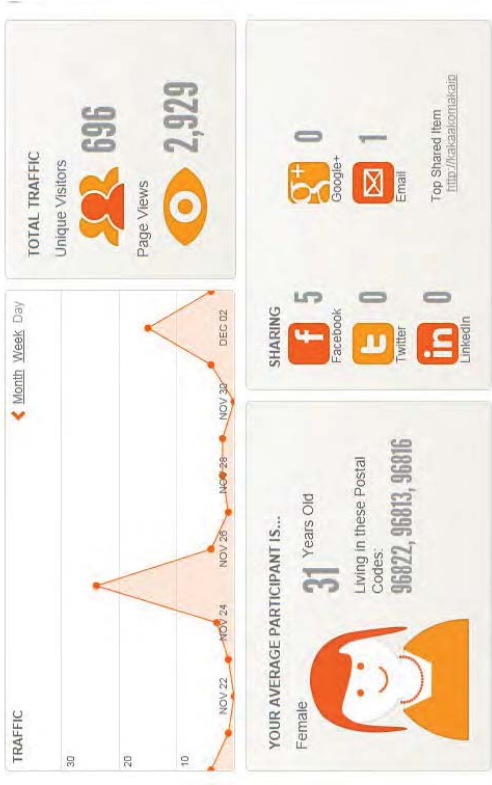 TRAFFIC
Month Week Day
30
20
10
NOV 22
NOV 24
NOV 26
NOV 28
NOV 30
DEC 02
TOTAL TRAFFIC
Unique Visitors
696
Page Views
2,929
YOUR AVERAGE PARTICIPANT IS...
Female
31 Years Old
Living in these Postal
Codes:
96822, 96813, 96816
SHARING
f 5
Facebook
t 0
Twitter
in 0
LinkedIn
g+ 0
Google+
1
Email
Top Shared Item
http://kakaakomakaip